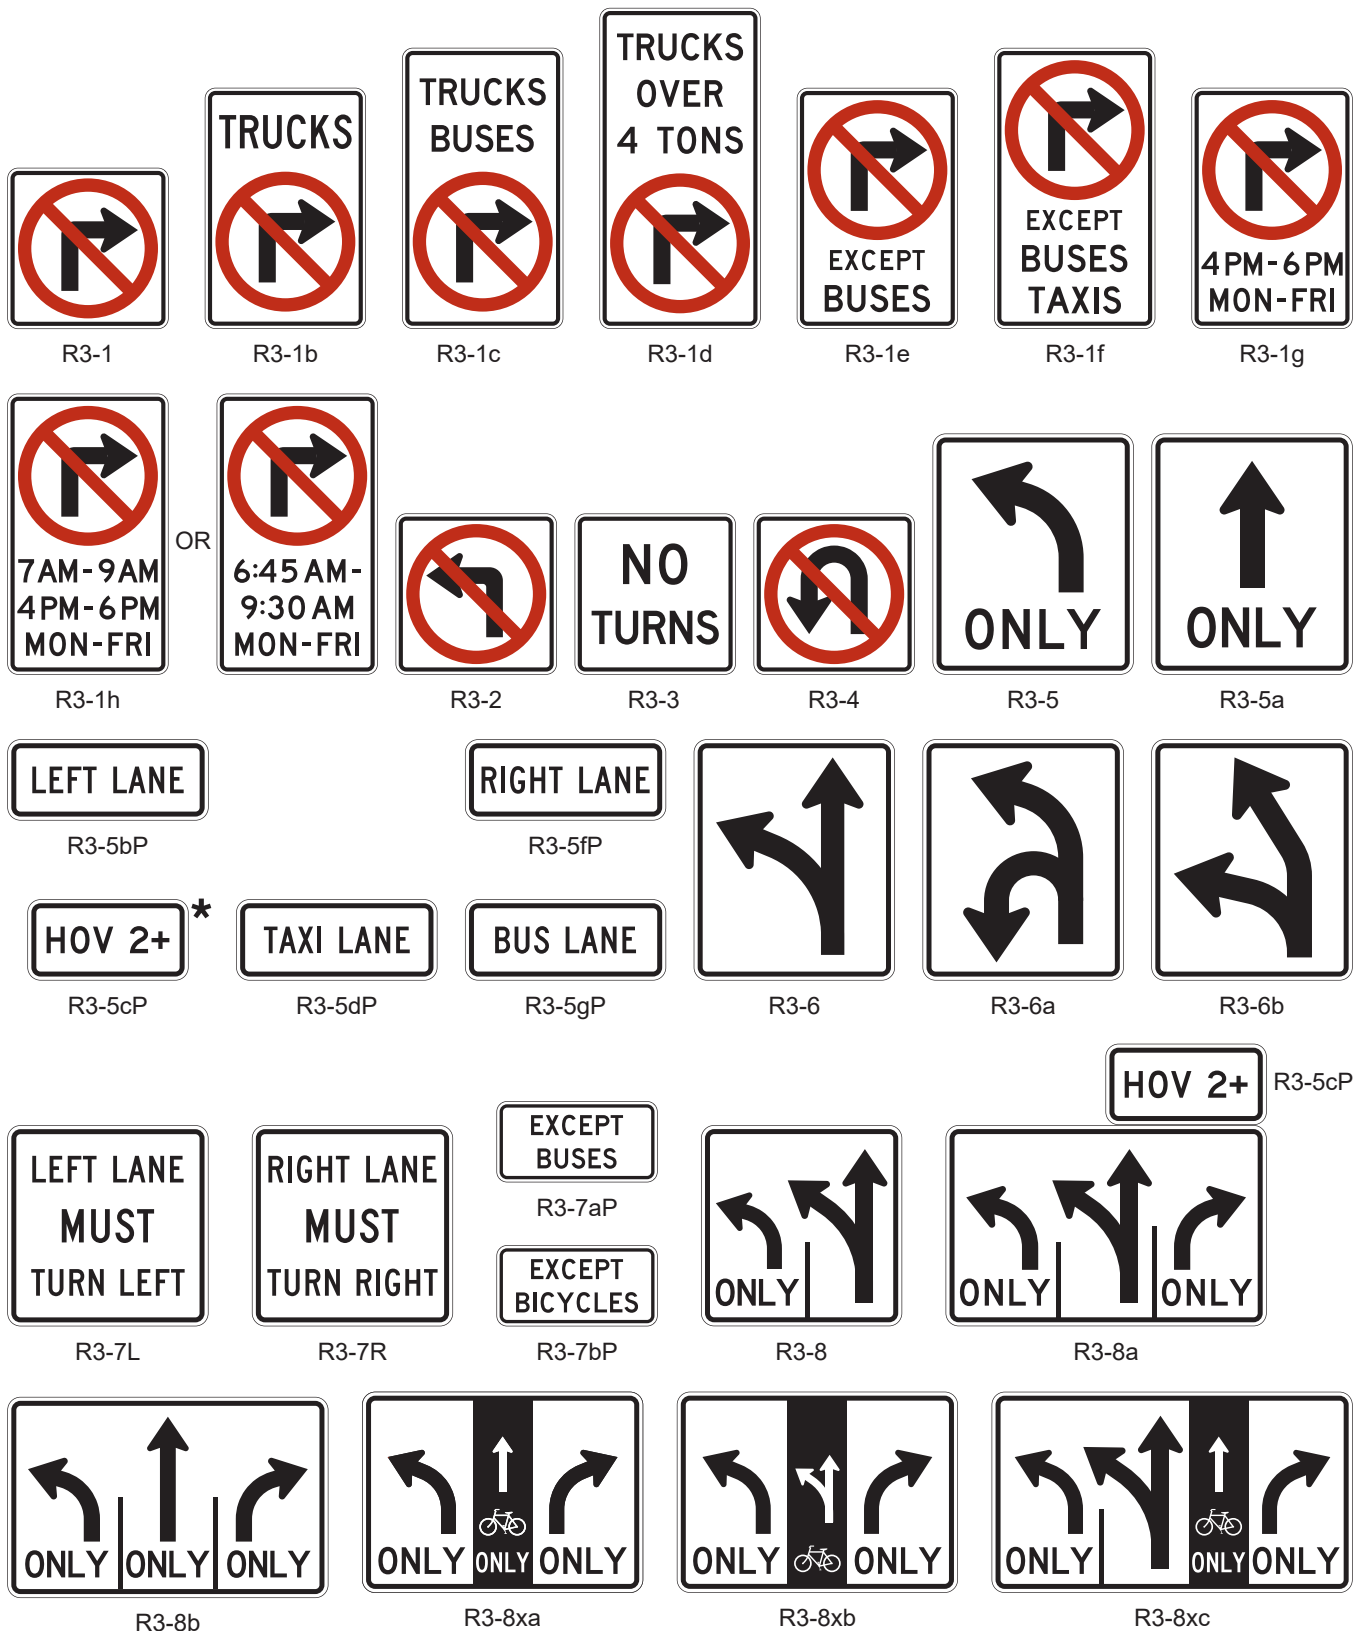 TRUCKS
R3-1
TRUCKS
R3-1b
TRUCKS
BUSES
R3-1c
TRUCKS
OVER
4 TONS
R3-1d
EXCEPT
BUSES
R3-1e
EXCEPT
BUSES
TAXIS
R3-1f
4PM-6PM
MON-FRI
R3-1g
7AM-9AM
4PM-6PM
MON-FRI
R3-1h
OR
6:45AM-
9:30AM
MON-FRI
R3-2
NO
TURNS
R3-3
R3-4
ONLY
R3-5
ONLY
R3-5a
LEFT LANE
R3-5bP
RIGHT LANE
R3-5fP
HOV 2+
*
R3-5cP
TAXI LANE
R3-5dP
BUS LANE
R3-5gP
R3-6
R3-6a
R3-6b
LEFT LANE
MUST
TURN LEFT
R3-7L
RIGHT LANE
MUST
TURN RIGHT
R3-7R
EXCEPT
BUSES
R3-7aP
EXCEPT
BICYCLES
R3-7bP
ONLY
R3-8
HOV 2+
R3-5cP
ONLY ONLY
R3-8a
ONLY ONLY ONLY
R3-8b
ONLY ONLY ONLY
R3-8xa
ONLY ONLY
R3-8xb
ONLY ONLY ONLY
R3-8xc